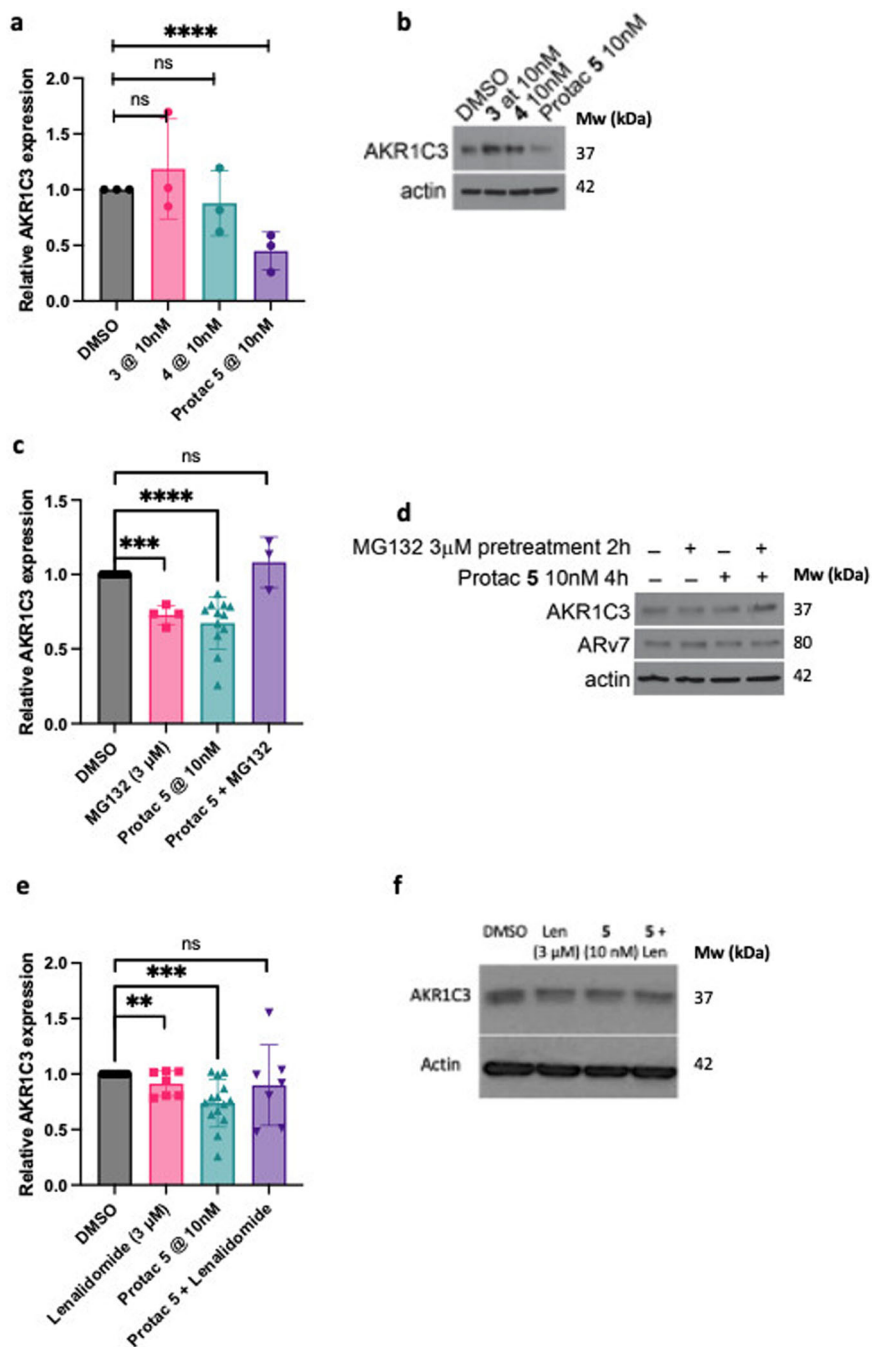 a
Relative AKR1C3 expression
2.0
1.5
1.0
0.5
0.0
****
ns
ns
DMSO
3 @ 10nM
4 @ 10nM
Protac 5 @ 10nM
b
DMSO
3 at 10nM
4 10nM
Protac 5 10nM
Mw (kDa)
AKR1C3
37
actin
42
c
Relative AKR1C3 expression
1.5
1.0
0.5
0.0
ns
****
***
DMSO
MG132 (3 μM)
Protac 5 @ 10nM
Protac 5 + MG132
d
MG132 3μM pretreatment 2h – + – +
Protac 5 10nM 4h – – + +
Mw (kDa)
AKR1C3
37
ARv7
80
actin
42
e
Relative AKR1C3 expression
2.0
1.5
1.0
0.5
0.0
ns
***
**
DMSO
Lenalidomide (3 μM)
Protac 5 @ 10nM
Protac 5 + Lenalidomide
f
DMSO Len 5 5 +
(3 μM) (10 nM) Len
Mw (kDa)
AKR1C3
37
Actin
42